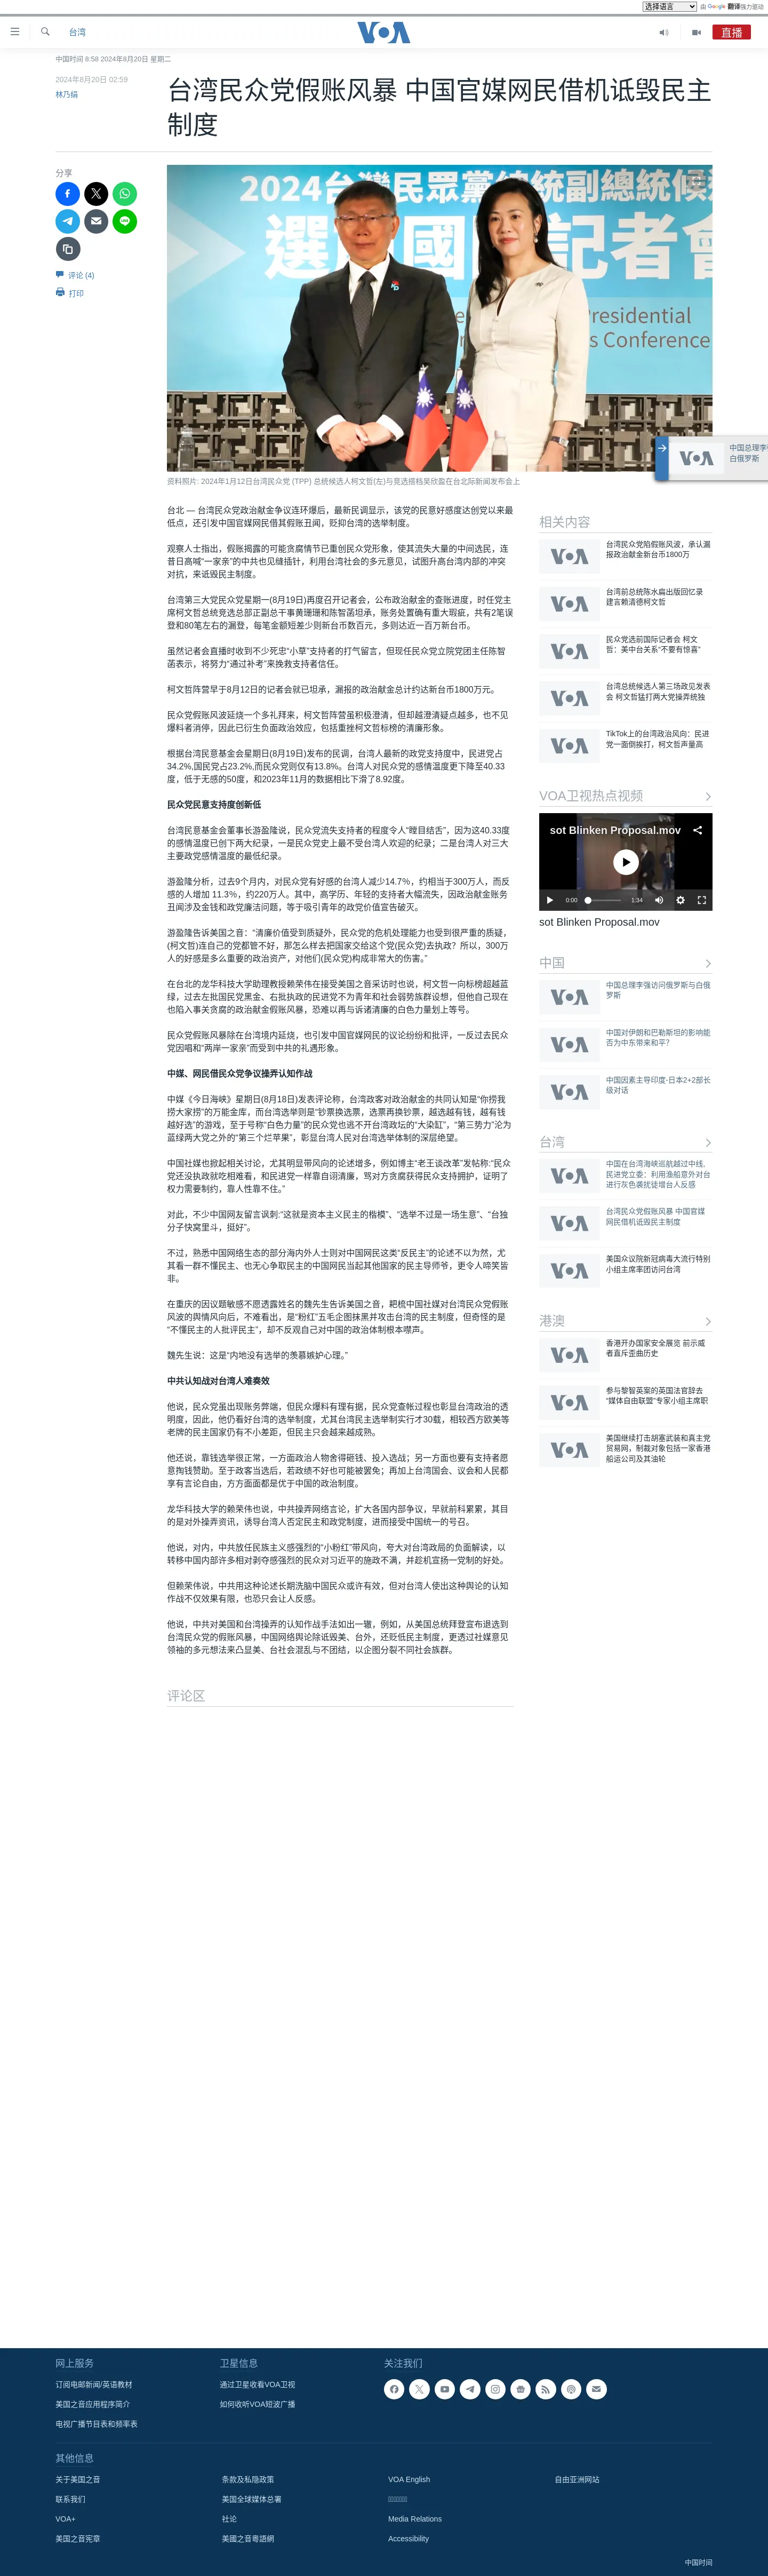 选择语言 由 Google 翻译强力驱动
台湾
VOA
直播
中国时间 8:58 2024年8月20日 星期二
2024年8月20日 02:59
林乃绢
台湾民众党假账风暴 中国官媒网民借机诋毁民主
制度
分享
评论 (4)
打印
2024台灣民眾黨總統副總統候
選 國 記者會
Presidential
s Conference
资料照片: 2024年1月12日台湾民众党 (TPP) 总统候选人柯文哲(左)与竞选搭档吴欣盈在台北际新闻发布会上
VOA
中国总理李
白俄罗斯
台北 — 台湾民众党政治献金争议连环爆后，最新民调显示，该党的民意好感度达创党以来最
低点，还引发中国官媒网民借其假账丑闻，贬抑台湾的选举制度。
观察人士指出，假账揭露的可能贪腐情节已重创民众党形象，使其流失大量的中间选民，连
昔日高喊“一家亲”的中共也见缝插针，利用台湾社会的多元意见，试图升高台湾内部的冲突
对抗，来诋毁民主制度。
台湾第三大党民众党星期一(8月19日)再度召开记者会，公布政治献金的查账进度，时任党主
席柯文哲总统竞选总部正副总干事黄珊珊和陈智菡坦承，账务处置确有重大瑕疵，共有2笔误
登和80笔左右的漏登，每笔金额短差少则新台币数百元，多则达近一百万新台币。
虽然记者会直播时收到不少死忠“小草”支持者的打气留言，但现任民众党立院党团主任陈智
菡表示，将努力“通过补考”来挽救支持者信任。
柯文哲阵营早于8月12日的记者会就已坦承，漏报的政治献金总计约达新台币1800万元。
民众党假账风波延烧一个多礼拜来，柯文哲阵营虽积极澄清，但却越澄清疑点越多，也不见
爆料者消停，因此已衍生负面政治效应，包括重挫柯文哲标榜的清廉形象。
根据台湾民意基金会星期日(8月19日)发布的民调，台湾人最新的政党支持度中，民进党占
34.2%,国民党占23.2%,而民众党则仅有13.8%。台湾人对民众党的感情温度更下降至40.33
度，低于无感的50度，和2023年11月的数据相比下滑了8.92度。
民众党民意支持度创新低
台湾民意基金会董事长游盈隆说，民众党流失支持者的程度令人“瞠目结舌”，因为这40.33度
的感情温度已创下两大纪录，一是民众党史上最不受台湾人欢迎的纪录；二是台湾人对三大
主要政党感情温度的最低纪录。
游盈隆分析，过去9个月内，对民众党有好感的台湾人减少14.7%，约相当于300万人，而反
感的人增加 11.3%，约220万人。其中，高学历、年轻的支持者大幅流失，因政治献金账务
丑闻涉及金钱和政党廉洁问题，等于吸引青年的政党价值宣告破灭。
游盈隆告诉美国之音：“清廉价值受到质疑外，民众党的危机处理能力也受到很严重的质疑，
(柯文哲)连自己的党都管不好，那怎么样去把国家交给这个党(民众党)去执政？所以，300万
人的好感是多么重要的政治资产，对他们(民众党)构成非常大的伤害。”
在台北的龙华科技大学助理教授赖荣伟在接受美国之音采访时也说，柯文哲一向标榜超越蓝
绿，过去左批国民党黑金、右批执政的民进党不为青年和社会弱势族群设想，但他自己现在
也陷入事关贪腐的政治献金假账风暴，恐难以再与诉诸清廉的白色力量划上等号。
民众党假账风暴除在台湾境内延烧，也引发中国官媒网民的议论纷纷和批评，一反过去民众
党因唱和“两岸一家亲”而受到中共的礼遇形象。
中媒、网民借民众党争议操弄认知作战
中媒《今日海峡》星期日(8月18日)发表评论称，台湾政客对政治献金的共同认知是“你捞我
捞大家捞”的万能金库，而台湾选举则是“钞票换选票，选票再换钞票，越选越有钱，越有钱
越好选”的游戏，至于号称“白色力量”的民众党也逃不开台湾政坛的“大染缸”，“第三势力”沦为
蓝绿两大党之外的“第三个烂苹果”，彰显台湾人民对台湾选举体制的深层绝望。
中国社媒也掀起相关讨论，尤其明显带风向的论述增多，例如博主“老王谈改革”发帖称:“民众
党还没执政就吃相难看，和民进党一样靠自诩清廉，骂对方贪腐获得民众支持拥护，证明了
权力需要制约，靠人性靠不住。”
对此，不少中国网友留言讽刺:“这就是资本主义民主的楷模”、“选举不过是一场生意”、“台独
分子快窝里斗，挺好”。
不过，熟悉中国网络生态的部分海内外人士则对中国网民这类“反民主”的论述不以为然，尤
其看一群不懂民主、也无心争取民主的中国网民当起其他国家的民主导师爷，更令人啼笑皆
非。
在重庆的因议题敏感不愿透露姓名的魏先生告诉美国之音，耙梳中国社媒对台湾民众党假账
风波的舆情风向后，不难看出，是“粉红”五毛企图抹黑并攻击台湾的民主制度，但奇怪的是
“不懂民主的人批评民主”，却不反观自己对中国的政治体制根本噤声。
魏先生说：这是“内地没有选举的羡慕嫉妒心理。”
中共认知战对台湾人难奏效
他说，民众党虽出现账务弊端，但民众爆料有理有据，民众党查帐过程也彰显台湾政治的透
明度，因此，他仍看好台湾的选举制度，尤其台湾民主选举制实行才30载，相较西方欧美等
老牌的民主国家仍有不小差距，但民主只会越来越成熟。
他还说，靠钱选举很正常，一方面政治人物舍得砸钱、投入选战；另一方面也要有支持者愿
意掏钱赞助。至于政客当选后，若政绩不好也可能被罢免；再加上台湾国会、议会和人民都
享有言论自由，方方面面都是优于中国的政治制度。
龙华科技大学的赖荣伟也说，中共操弄网络言论，扩大各国内部争议，早就前科累累，其目
的是对外操弄资讯，诱导台湾人否定民主和政党制度，进而接受中国统一的号召。
他说，对内，中共放任民族主义感强烈的“小粉红”带风向，夸大对台湾政局的负面解读，以
转移中国内部许多相对剥夺感强烈的民众对习近平的施政不满，并趁机宣扬一党制的好处。
但赖荣伟说，中共用这种论述长期洗脑中国民众或许有效，但对台湾人使出这种舆论的认知
作战不仅效果有限，也恐只会让人反感。
他说，中共对美国和台湾操弄的认知作战手法如出一辙，例如，从美国总统拜登宣布退选到
台湾民众党的假账风暴，中国网络舆论除诋毁美、台外，还贬低民主制度，更透过社媒意见
领袖的多元想法来凸显美、台社会混乱与不团结，以企图分裂不同社会族群。
评论区
相关内容
VOA
台湾民众党陷假账风波，承认漏
报政治献金新台币1800万
VOA
台湾前总统陈水扁出版回忆录
建言赖清德柯文哲
VOA
民众党选前国际记者会 柯文
哲：美中台关系“不要有惊喜”
VOA
台湾总统候选人第三场政见发表
会 柯文哲猛打两大党操弄统独
VOA
TikTok上的台湾政治风向：民进
党一面倒挨打，柯文哲声量高
VOA卫视热点视频
sot Blinken Proposal.mov
0:00 1:34
sot Blinken Proposal.mov
中国
VOA
中国总理李强访问俄罗斯与白俄
罗斯
VOA
中国对伊朗和巴勒斯坦的影响能
否为中东带来和平？
VOA
中国因素主导印度-日本2+2部长
级对话
台湾
VOA
中国在台湾海峡巡航越过中线,
民进党立委：利用渔船意外对台
进行灰色袭扰徒增台人反感
VOA
台湾民众党假账风暴 中国官媒
网民借机诋毁民主制度
VOA
美国众议院新冠病毒大流行特别
小组主席率团访问台湾
港澳
VOA
香港开办国家安全展览 前示威
者直斥歪曲历史
VOA
参与黎智英案的英国法官辞去
“媒体自由联盟”专家小组主席职
VOA
美国继续打击胡塞武装和真主党
贸易网，制裁对象包括一家香港
船运公司及其油轮
网上服务
订阅电邮新闻/英语教材
美国之音应用程序简介
电视广播节目表和频率表
卫星信息
通过卫星收看VOA卫视
如何收听VOA短波广播
关注我们
其他信息
关于美国之音
联系我们
VOA+
美国之音宪章
条款及私隐政策
美国全球媒体总署
社论
美國之音粵語網
VOA English
Media Relations
Accessibility
自由亚洲网站
中国时间